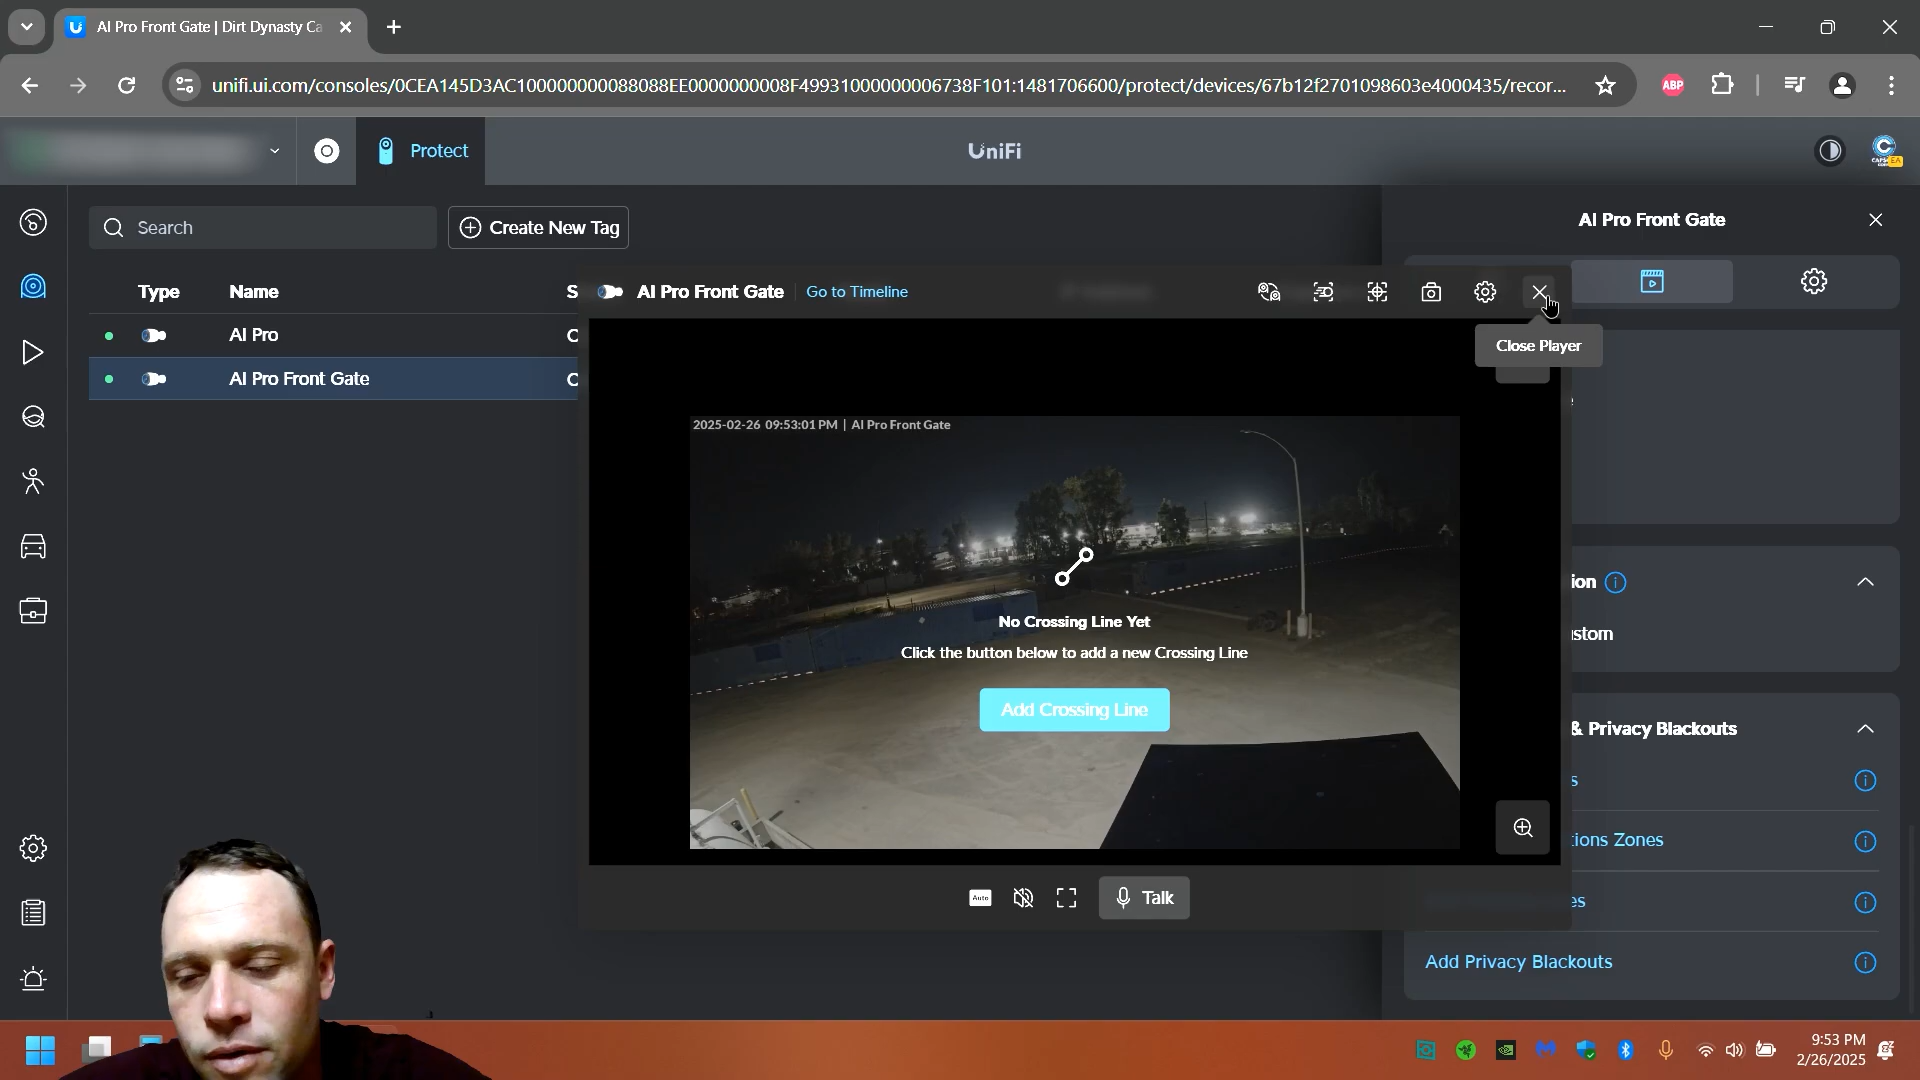 AI Pro Front Gate | Dirt Dynasty Ca
unifi.ui.com/consoles/0CEA145D3AC100000000088088EE0000000008F49931000000006738F101:1481706600/protect/devices/67b12f2701098603e4000435/recor...
ABP
Protect
UniFi
EA
Search
Create New Tag
AI Pro Front Gate
Type
Name
S
AI Pro Front Gate
Go to Timeline
AI Pro
C
Close Player
AI Pro Front Gate
C
2025-02-26 09:53:01 PM | AI Pro Front Gate
No Crossing Line Yet
Click the button below to add a new Crossing Line
Add Crossing Line
ion
stom
& Privacy Blackouts
s
tions Zones
es
Add Privacy Blackouts
Auto
Talk
9:53 PM
2/26/2025